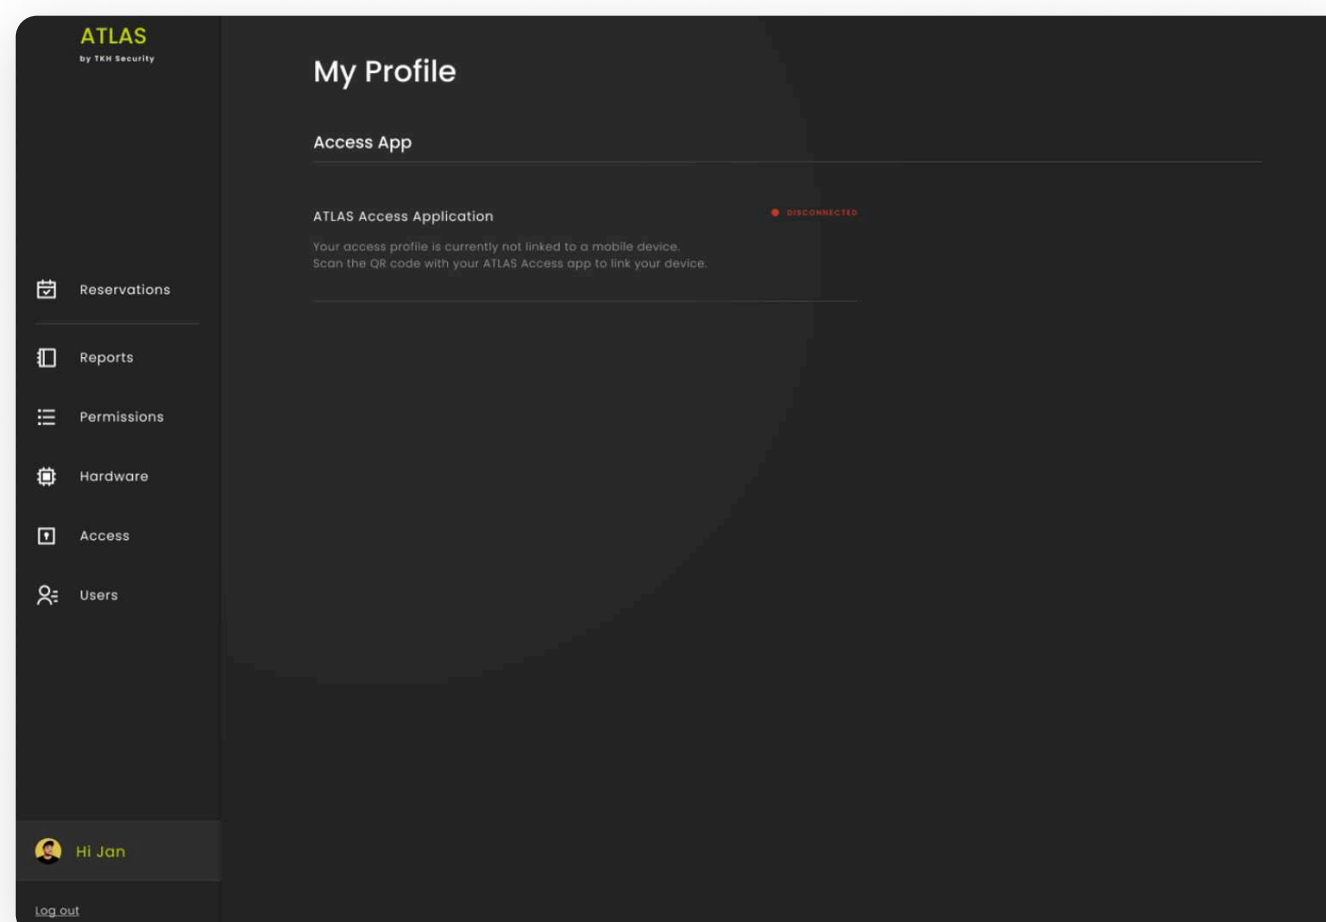 ATLAS
by TKH Security
My Profile
Access App
ATLAS Access Application
DISCONNECTED
Your access profile is currently not linked to a mobile device.
Scan the QR code with your ATLAS Access app to link your device.
Reservations
Reports
Permissions
Hardware
Access
Users
Hi Jan
Log out